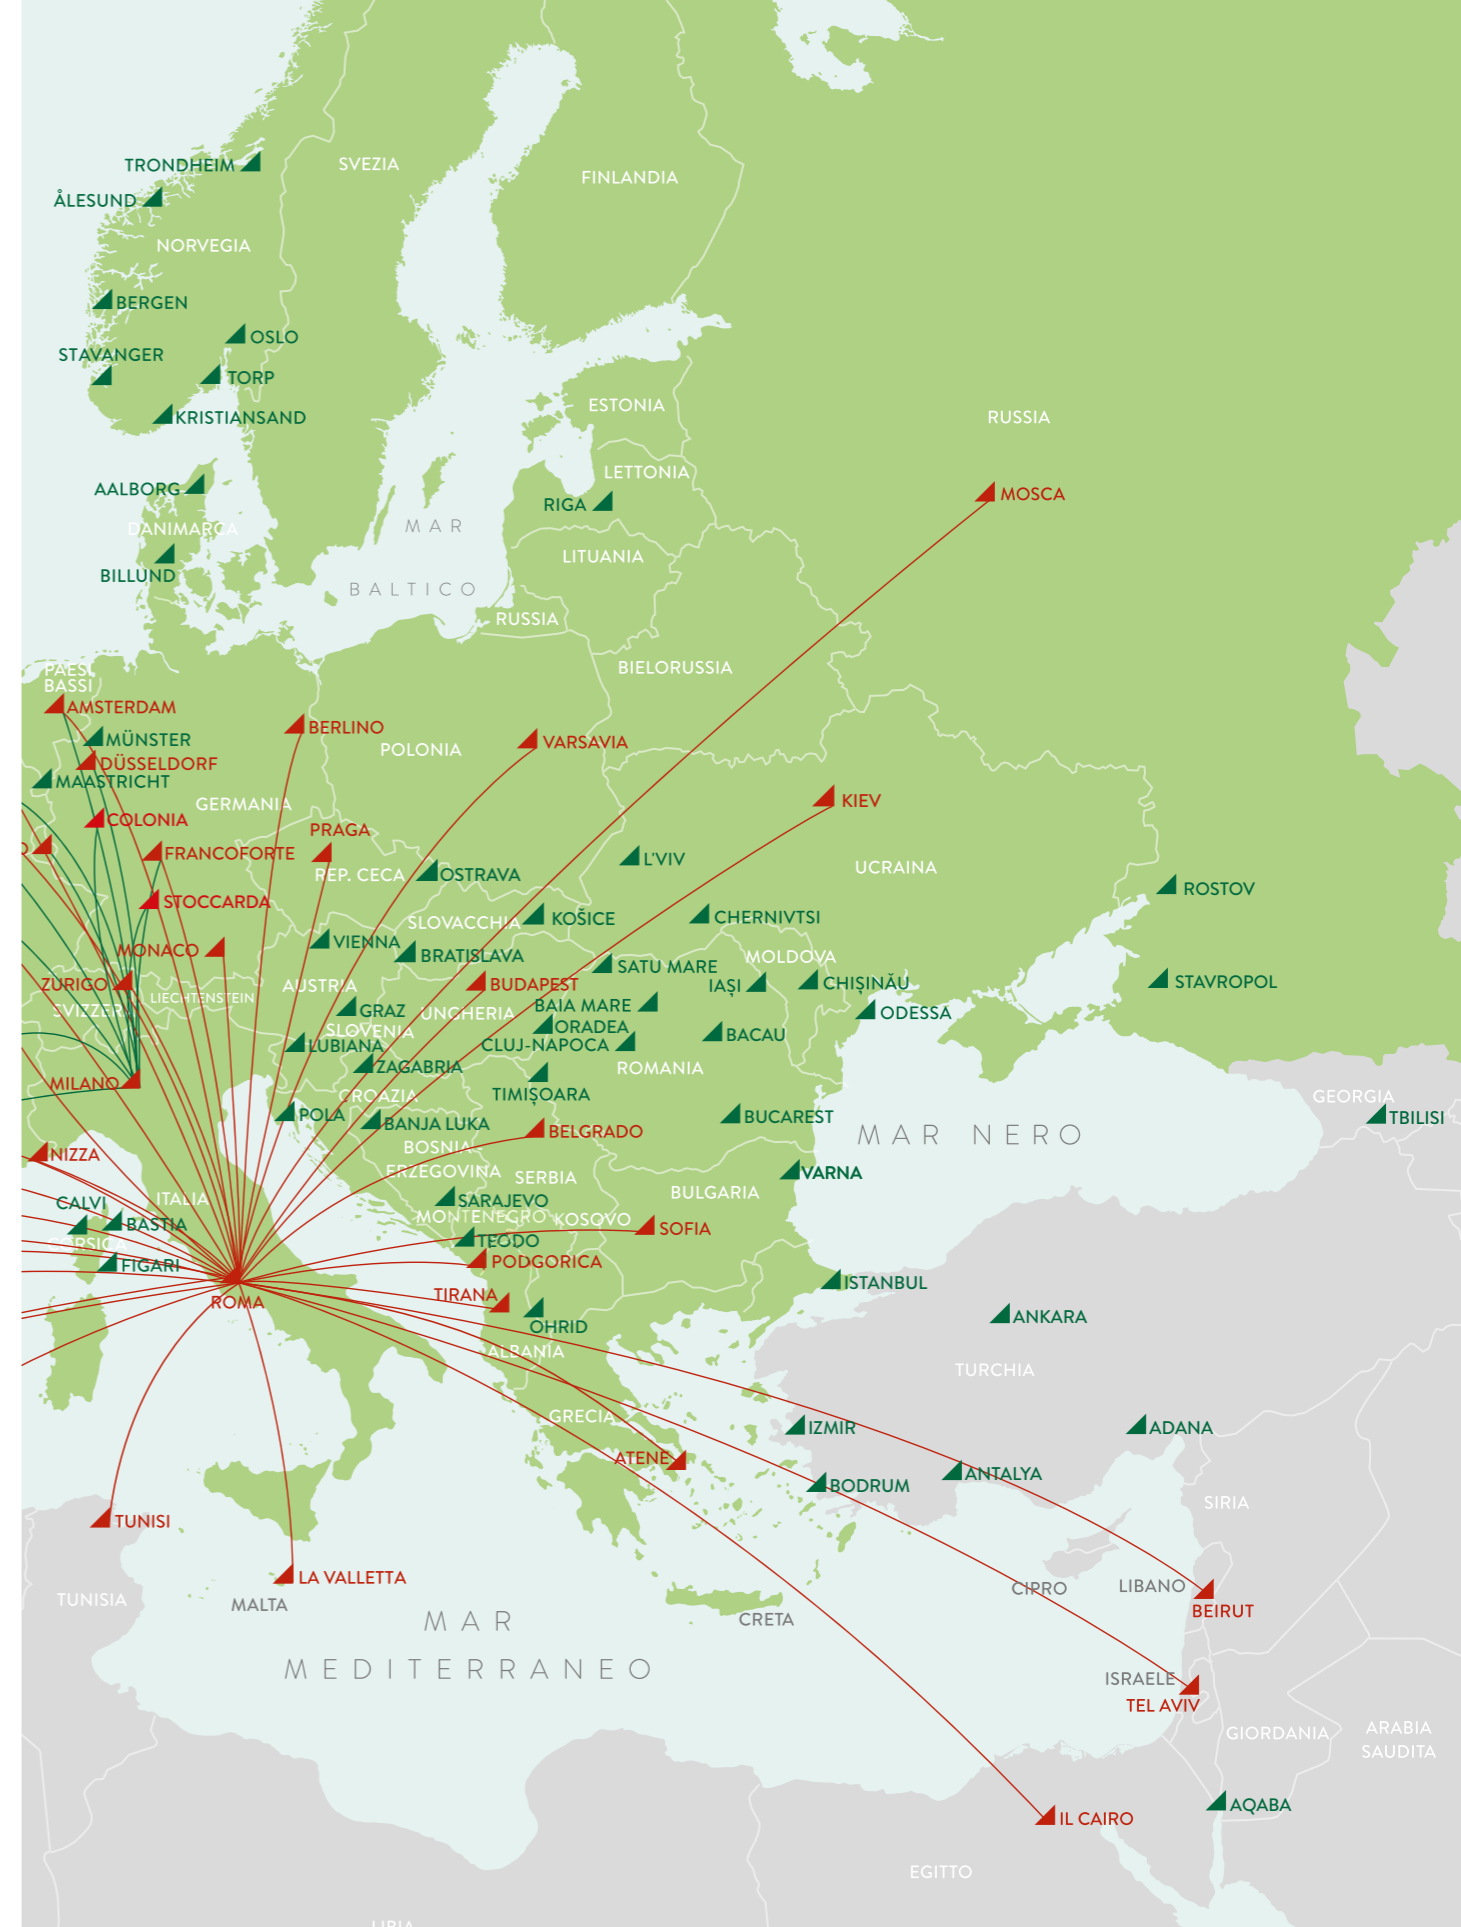 TRONDHEIM
SVEZIA
FINLANDIA
ÅLESUND
NORVEGIA
BERGEN
OSLO
STAVANGER
TORP
KRISTIANSAND
ESTONIA
RUSSIA
LETTONIA
AALBORG
MOSCA
RIGA
DANIMARCA
MAR
BALTICO
LITUANIA
BILLUND
RUSSIA
BIELORUSSIA
PAESI
BASSI
AMSTERDAM
BERLINO
MÜNSTER
POLONIA
VARSAVIA
DÜSSELDORF
MAASTRICHT
GERMANIA
KIEV
COLONIA
PRAGA
FRANCOFORTE
L'VIV
UCRAINA
REP. CECA
OSTRAVA
ROSTOV
STOCCARDA
SLOVACCHIA
KOŠICE
CHERNIVTSI
MONACO
VIENNA
BRATISLAVA
MOLDOVA
SATU MARE
ZURIGO
AUSTRIA
BUDAPEST
IAȘI
CHIȘINĂU
STAVROPOL
LIECHTENSTEIN
SVIZZERA
GRAZ
UNGHERIA
BAIA MARE
ODESSA
SLOVENIA
ORADEA
LUBIANA
CLUJ-NAPOCA
BACAU
ZAGABRIA
ROMANIA
MILANO
CROAZIA
TIMIȘOARA
GEORGIA
POLA
BANJA LUKA
BELGRADO
BUCAREST
TBILISI
MAR NERO
NIZZA
BOSNIA
ERZEGOVINA
SERBIA
VARNA
ITALIA
BULGARIA
CALVI
SARAJEVO
BASTIA
MONTENEGRO
KOSOVO
SOFIA
CORSICA
TEODO
FIGARI
PODGORICA
ROMA
TIRANA
ISTANBUL
OHRID
ANKARA
ALBANIA
TURCHIA
GRECIA
IZMIR
ADANA
ATENE
BODRUM
ANTALYA
SIRIA
TUNISI
LA VALLETTA
TUNISIA
MALTA
CIPRO
LIBANO
BEIRUT
CRETA
MAR
MEDITERRANEO
ISRAELE
TEL AVIV
GIORDANIA
ARABIA
SAUDITA
AQABA
IL CAIRO
EGITTO
LIBIA